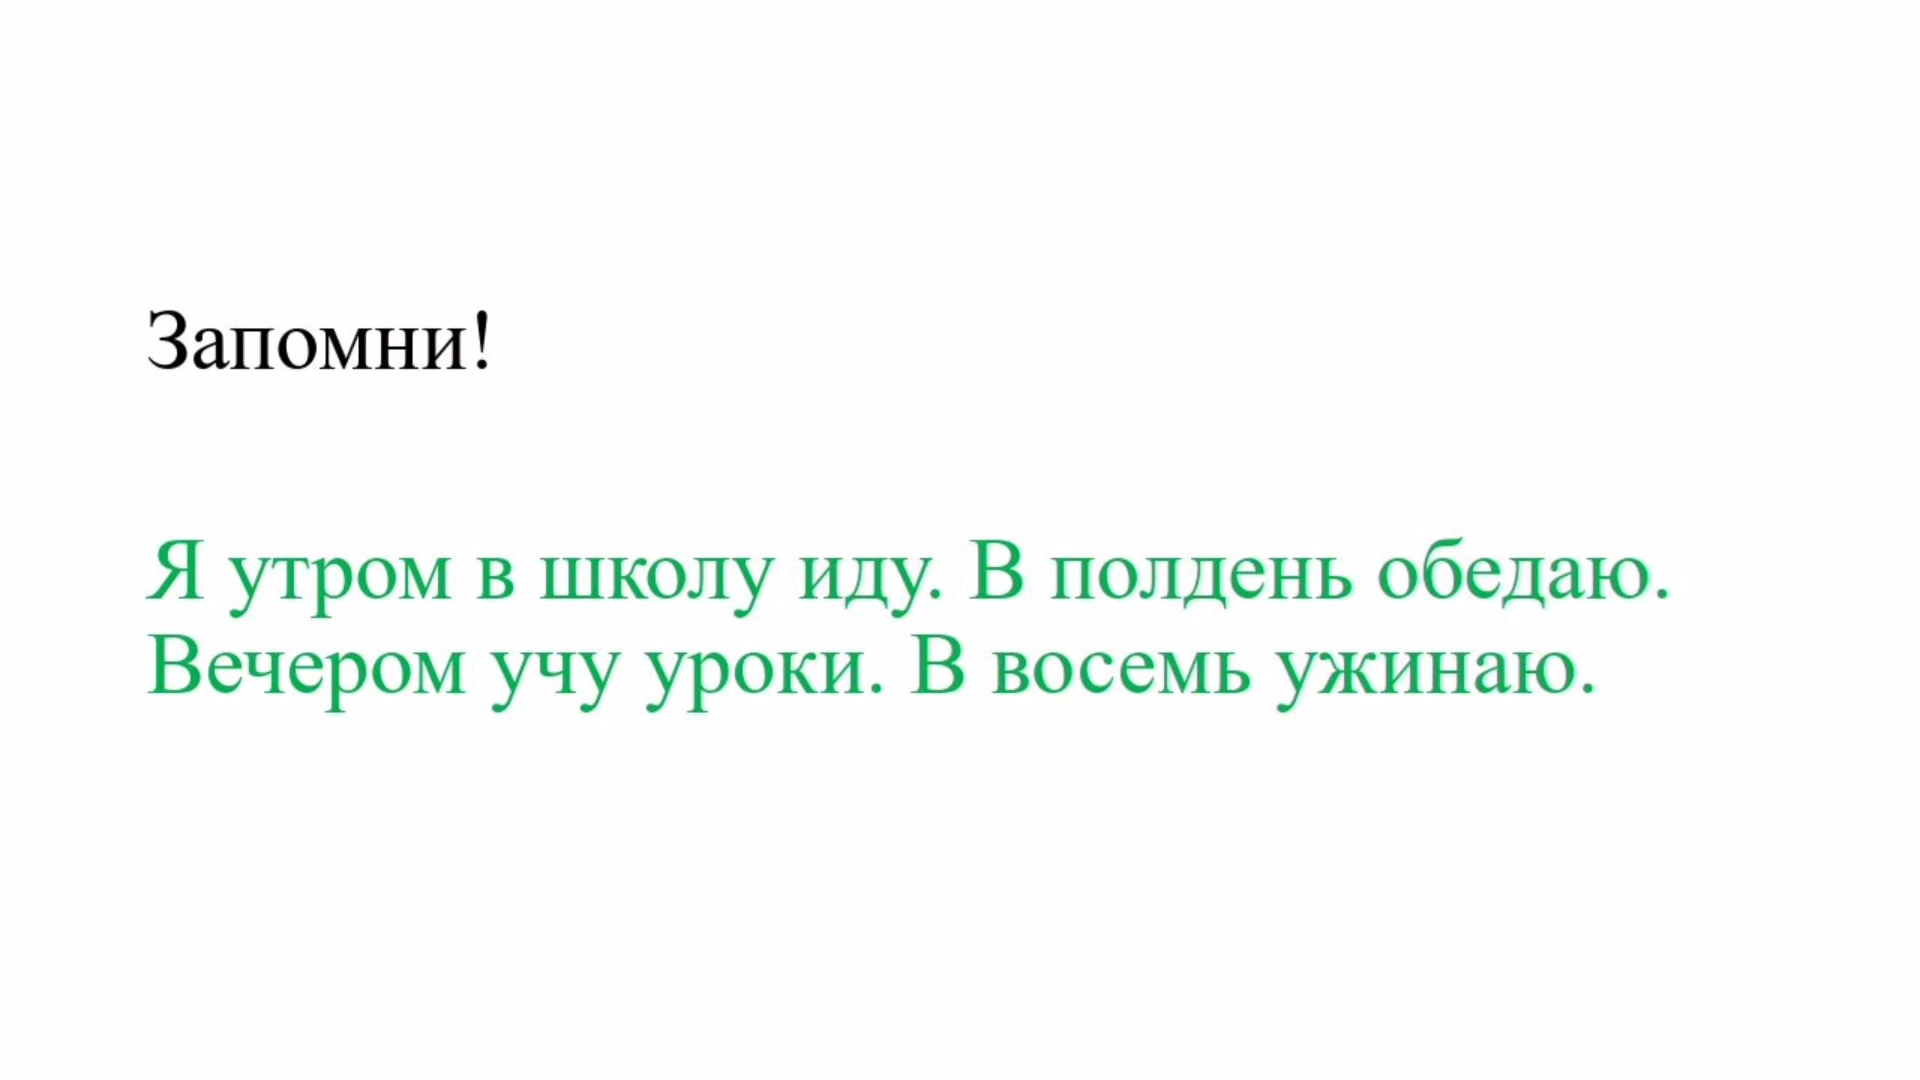 Запомни!
Я утром в школу иду. В полдень обедаю.
Вечером учу уроки. В восемь ужинаю.